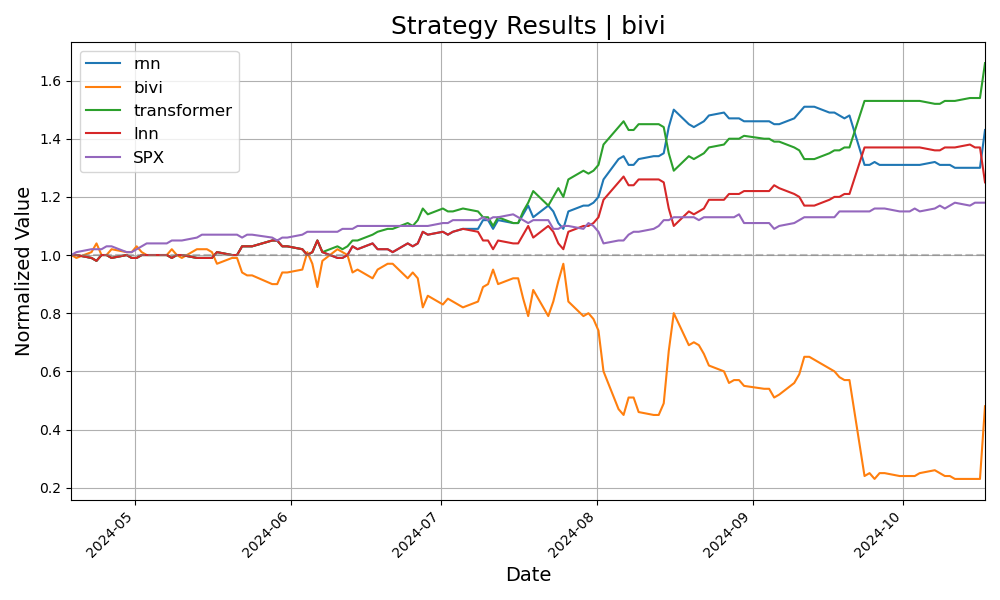 Strategy Results | bivi
rnn
bivi
transformer
lnn
SPX
Normalized Value
1.6
1.4
1.2
1.0
0.8
0.6
0.4
0.2
2024-05
2024-06
2024-07
2024-08
2024-09
2024-10
Date